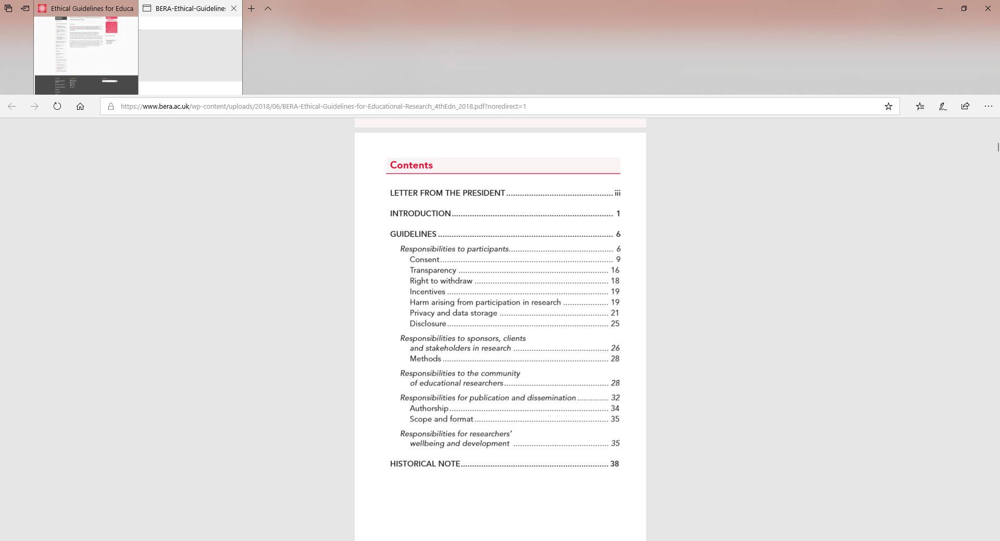 Ethical Guidelines for Educa
BERA-Ethical-Guideline:
https://www.bera.ac.uk/wp-content/uploads/2018/06/BERA-Ethical-Guidelines-for-Educational-Research_4thEdn_2018.pdf?noredirect=1
Contents
LETTER FROM THE PRESIDENT ................................................ iii
INTRODUCTION ....................................................................... 1
GUIDELINES ............................................................................. 6
Responsibilities to participants .............................................. 6
Consent ............................................................................ 9
Transparency .................................................................. 16
Right to withdraw ........................................................... 18
Incentives ....................................................................... 19
Harm arising from participation in research .................... 19
Privacy and data storage ................................................ 21
Disclosure ....................................................................... 25
Responsibilities to sponsors, clients
and stakeholders in research .......................................... 26
Methods ......................................................................... 28
Responsibilities to the community
of educational researchers .............................................. 28
Responsibilities for publication and dissemination .............. 32
Authorship ...................................................................... 34
Scope and format ........................................................... 35
Responsibilities for researchers’
wellbeing and development .......................................... 35
HISTORICAL NOTE ................................................................. 38